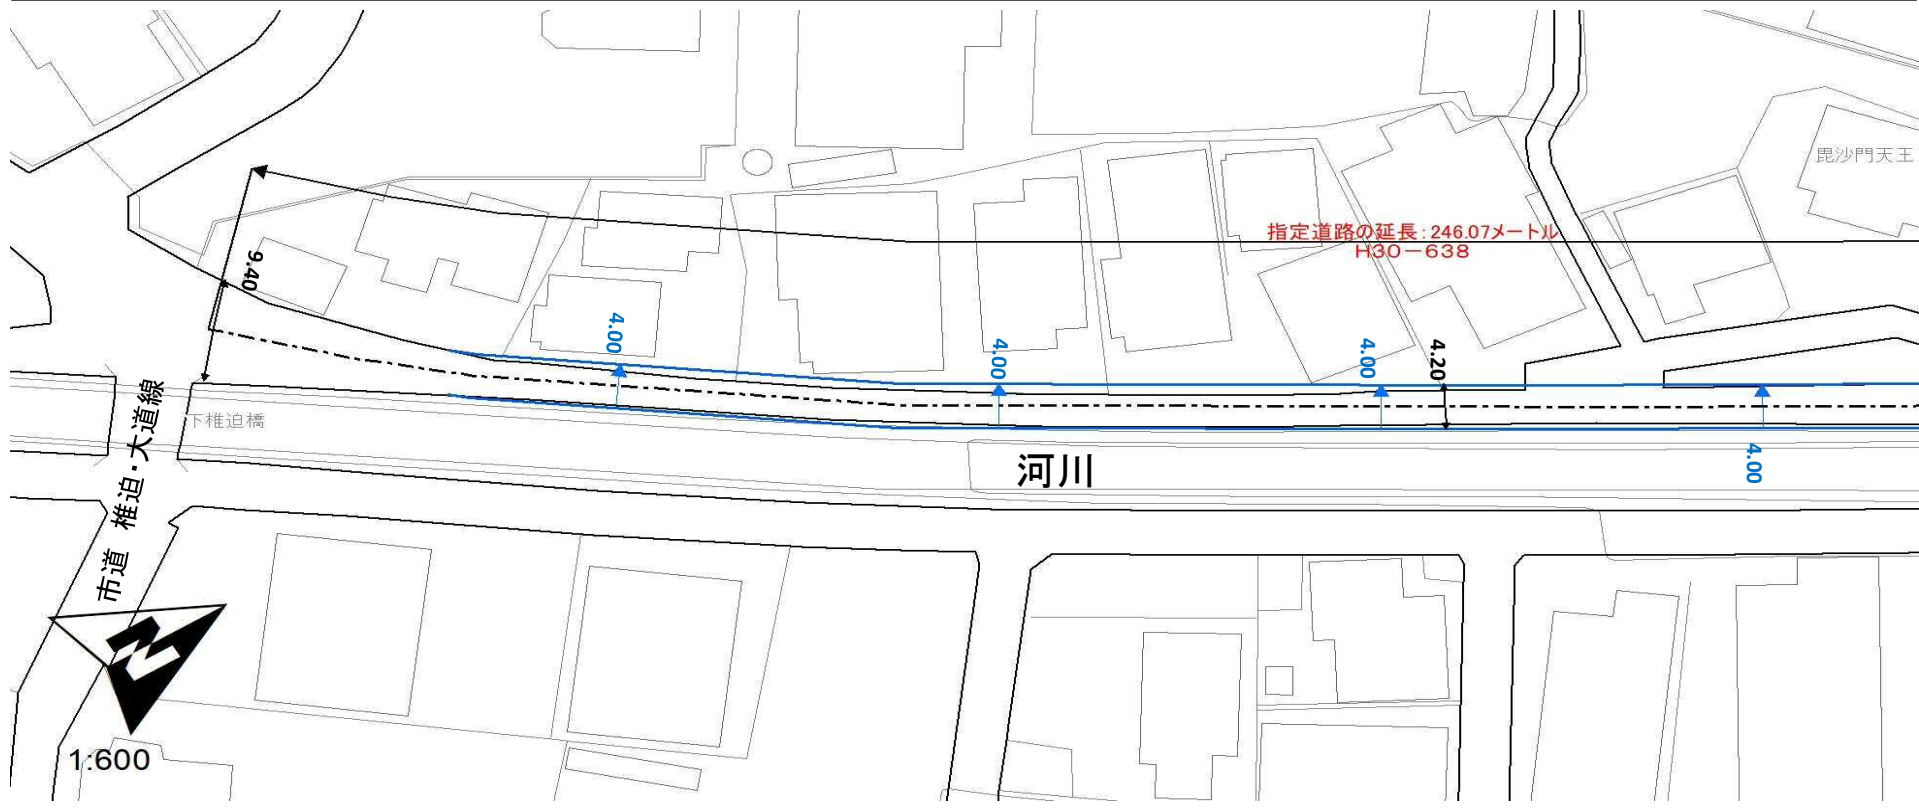 毘沙門天王
指定道路の延長:246.07メートル
H30-638
9.40
4.00
4.00
4.00
4.20
4.00
下椎迫橋
河川
市道 椎迫・大道線
N
1:600